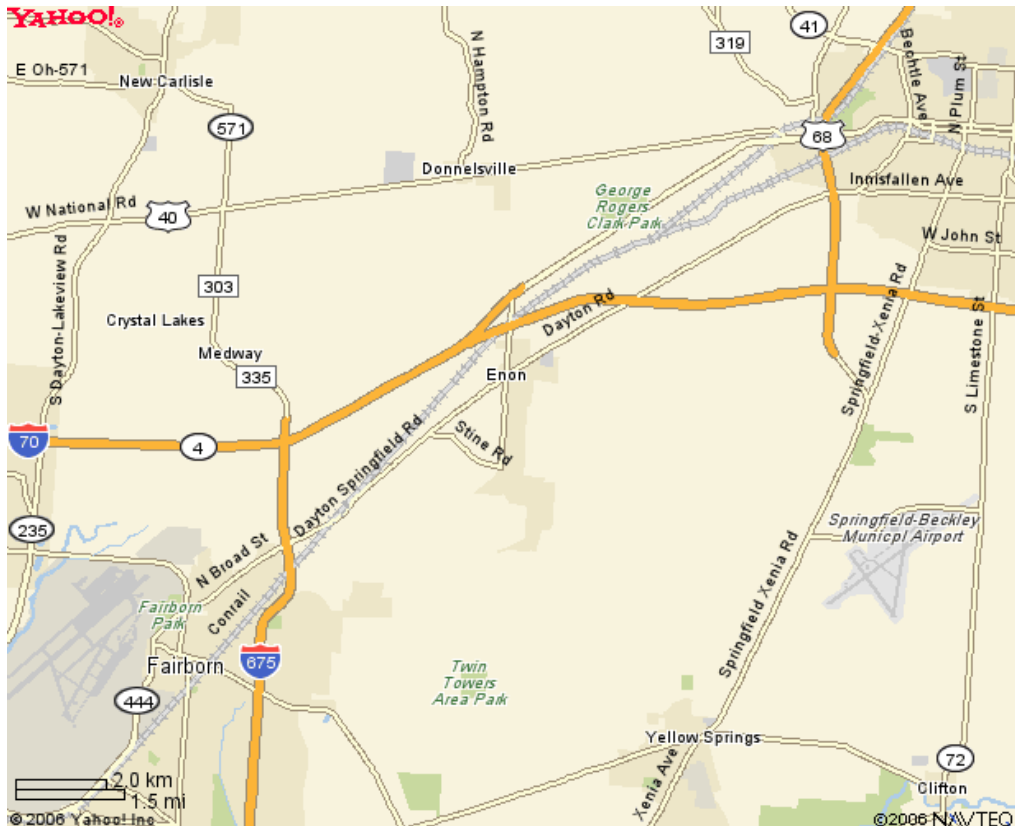 YAHOO!®
41
319
N Hampton Rd
Bechtle Ave
N Plum St
E Oh-571
New Carlisle
571
68
Donnelsville
Innisfallen Ave
George
Rogers
Clark Park
W National Rd
40
W John St
S Dayton-Lakeview Rd
303
Crystal Lakes
Dayton Rd
Springfield-Xenia Rd
S Limestone St
Medway
335
Enon
70
4
Stine Rd
Dayton Springfield Rd
235
Springfield-Beckley
Municpl Airport
N Broad St
Conrail
Fairborn
Park
Springfield Xenia Rd
Fairborn
675
Twin
Towers
Area Park
444
Yellow Springs
72
Xenia Ave
Clifton
2.0 km
1.5 mi
©2006 Yahoo! Inc
©2006 NAVTEQ